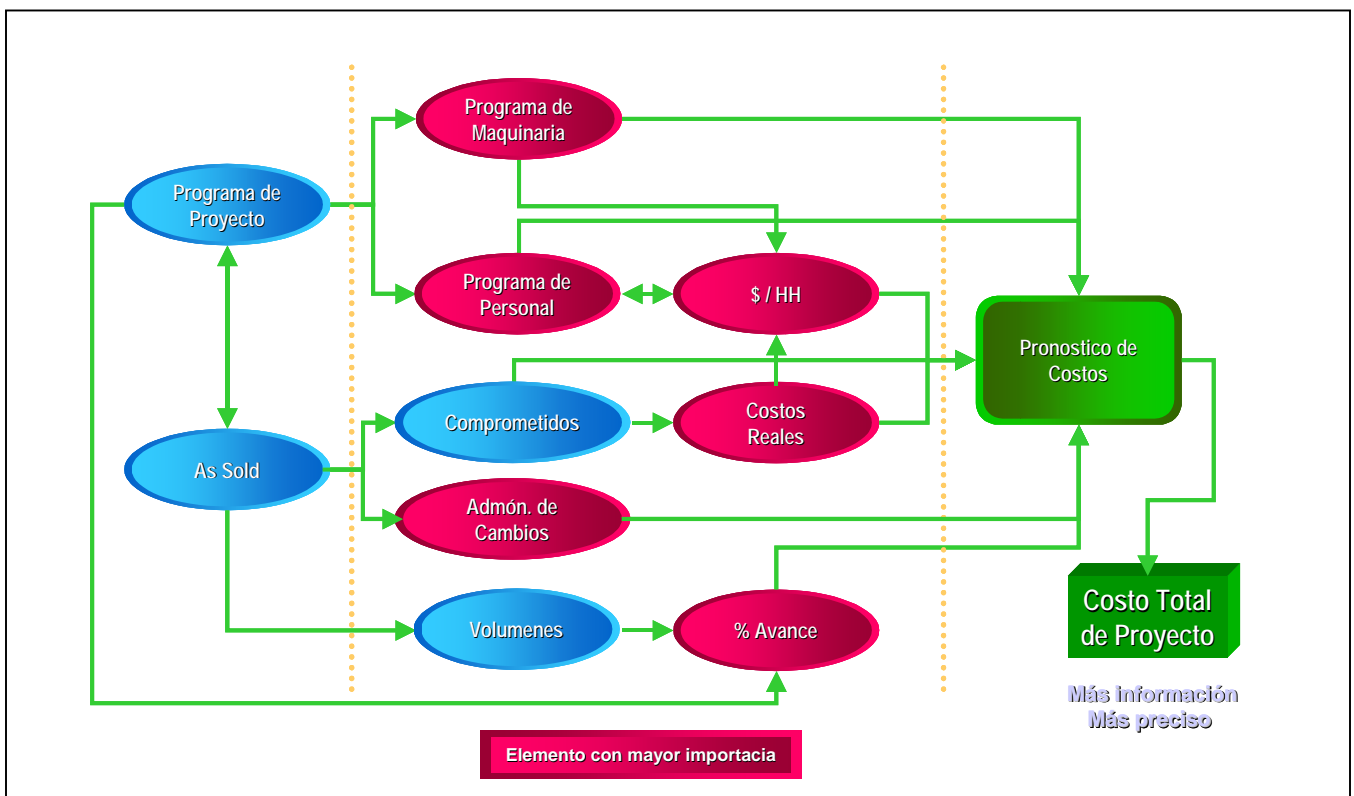 Programa de
Maquinaria
Programa de
Proyecto
Programa de
Personal
$ / HH
Pronostico de
Costos
Comprometidos
Costos
Reales
As Sold
Admón. de
Cambios
Volumenes
% Avance
Costo Total
de Proyecto
Más información
Más preciso
Elemento con mayor importacia